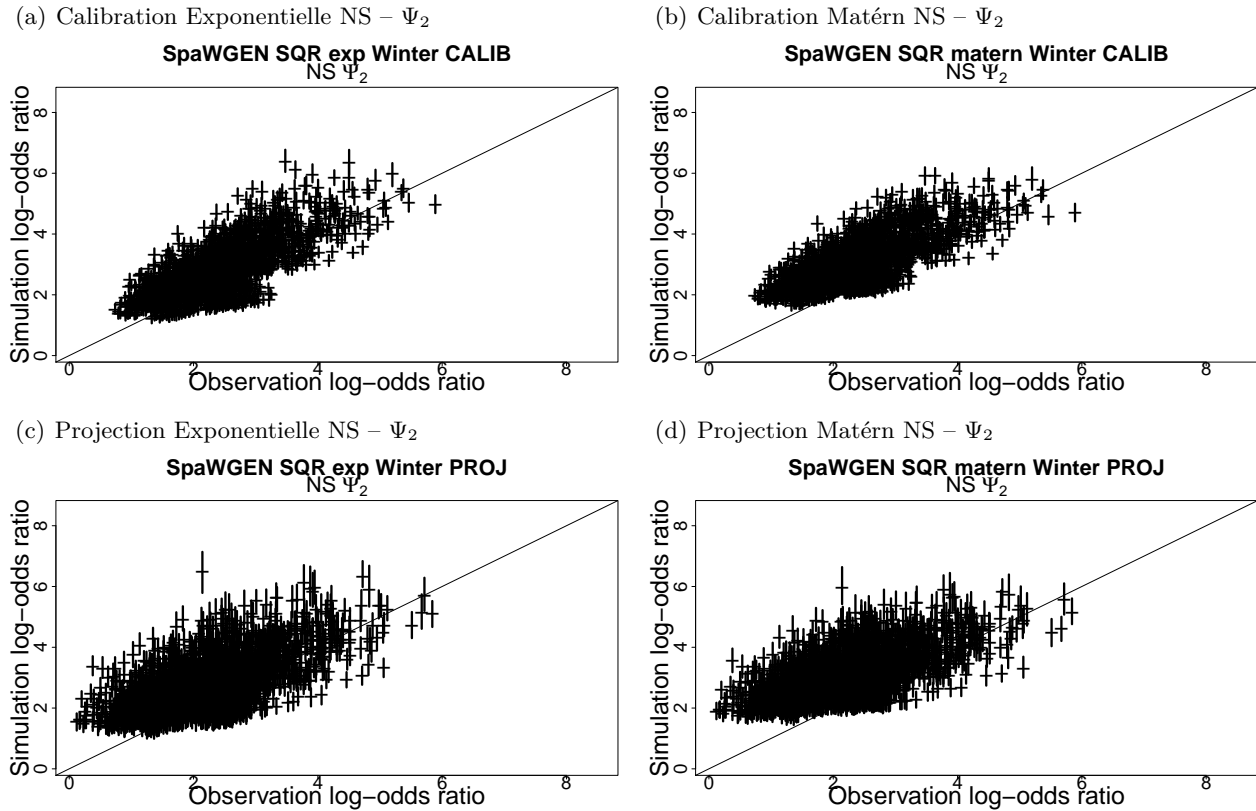 (a) Calibration Exponentielle NS – Ψ2
SpaWGEN SQR exp Winter CALIB
NS Ψ2
Simulation log−odds ratio
0 2 4 6 8
0 2 4 6 8
Observation log−odds ratio
(b) Calibration Matérn NS – Ψ2
SpaWGEN SQR matern Winter CALIB
NS Ψ2
Simulation log−odds ratio
0 2 4 6 8
0 2 4 6 8
Observation log−odds ratio
(c) Projection Exponentielle NS – Ψ2
SpaWGEN SQR exp Winter PROJ
NS Ψ2
Simulation log−odds ratio
0 2 4 6 8
0 2 4 6 8
Observation log−odds ratio
(d) Projection Matérn NS – Ψ2
SpaWGEN SQR matern Winter PROJ
NS Ψ2
Simulation log−odds ratio
0 2 4 6 8
0 2 4 6 8
Observation log−odds ratio